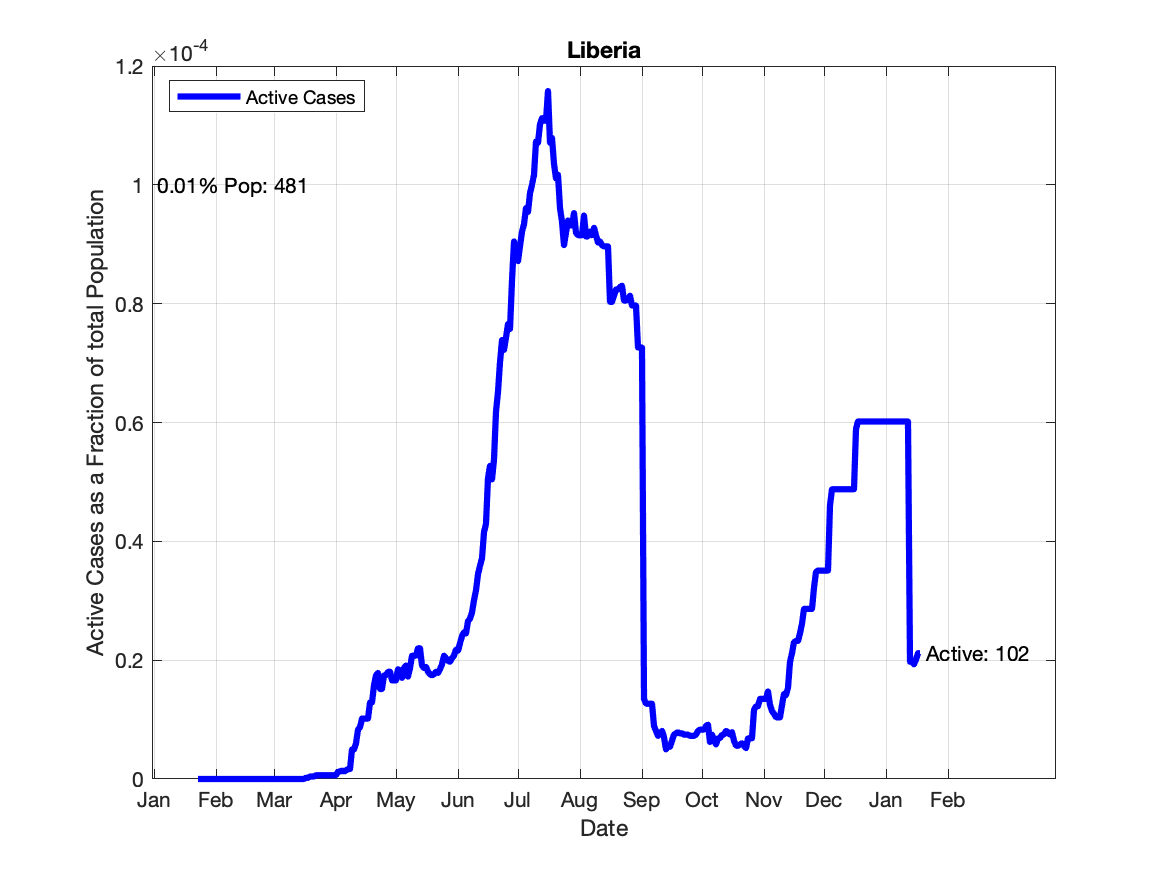 Liberia
×10-4
1.2
1
0.8
0.6
0.4
0.2
0
Active Cases as a Fraction of total Population
Active Cases
0.01% Pop: 481
Active: 102
Jan Feb Mar Apr May Jun Jul Aug Sep Oct Nov Dec Jan Feb
Date